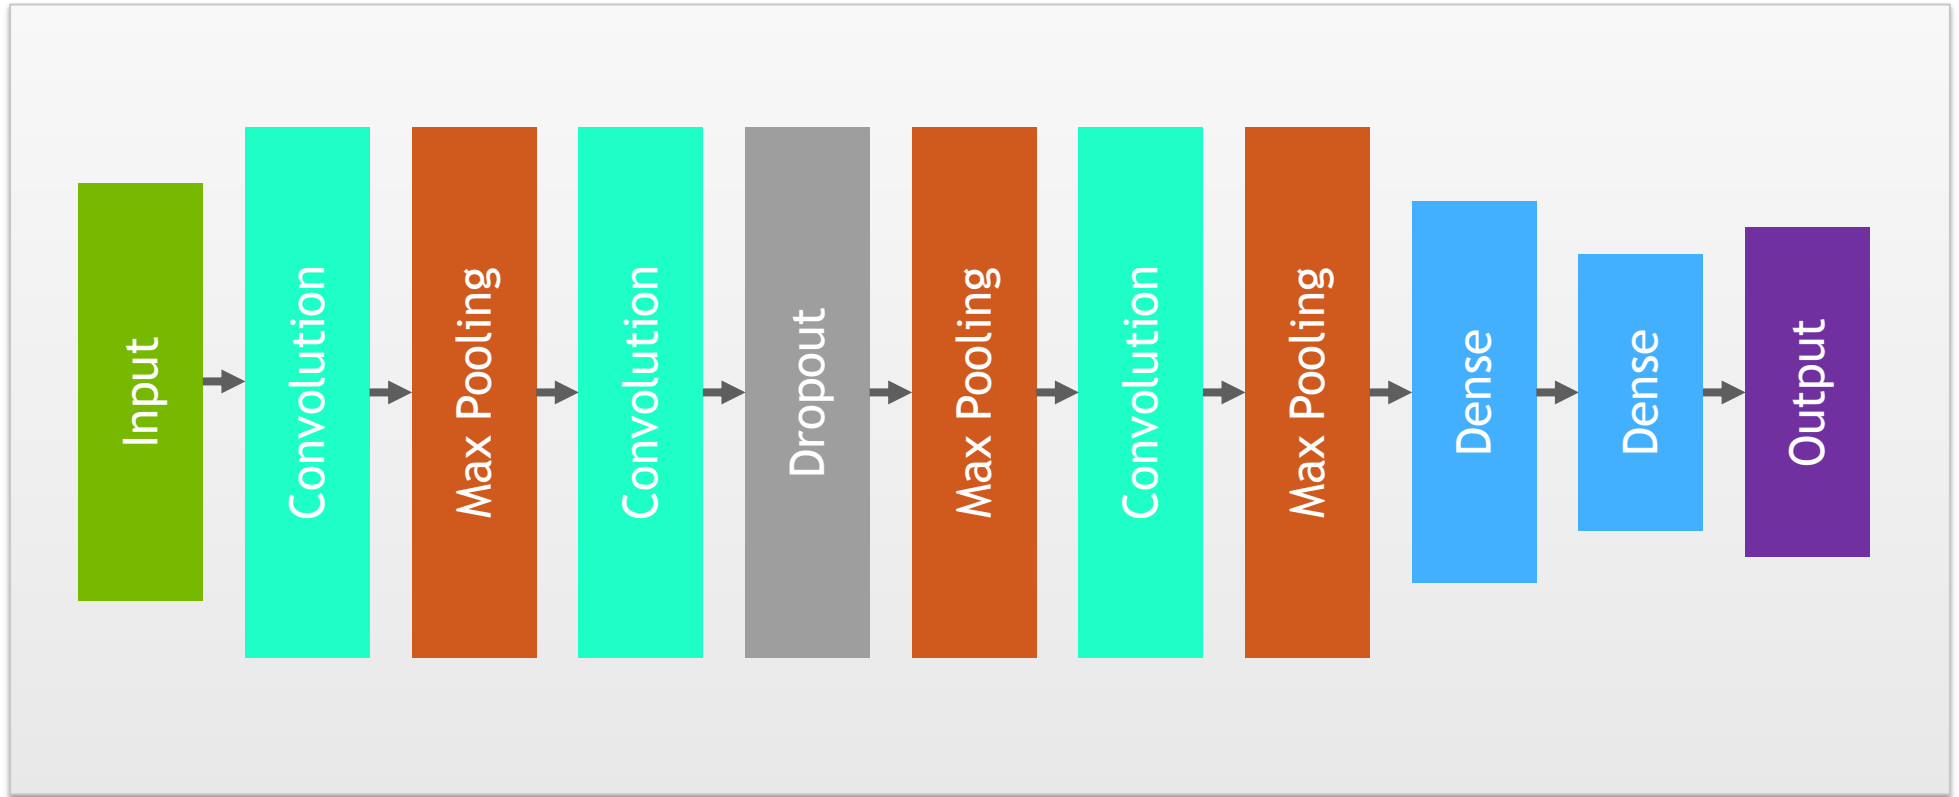 Input
Convolution
Max Pooling
Convolution
Dropout
Max Pooling
Convolution
Max Pooling
Dense
Dense
Output